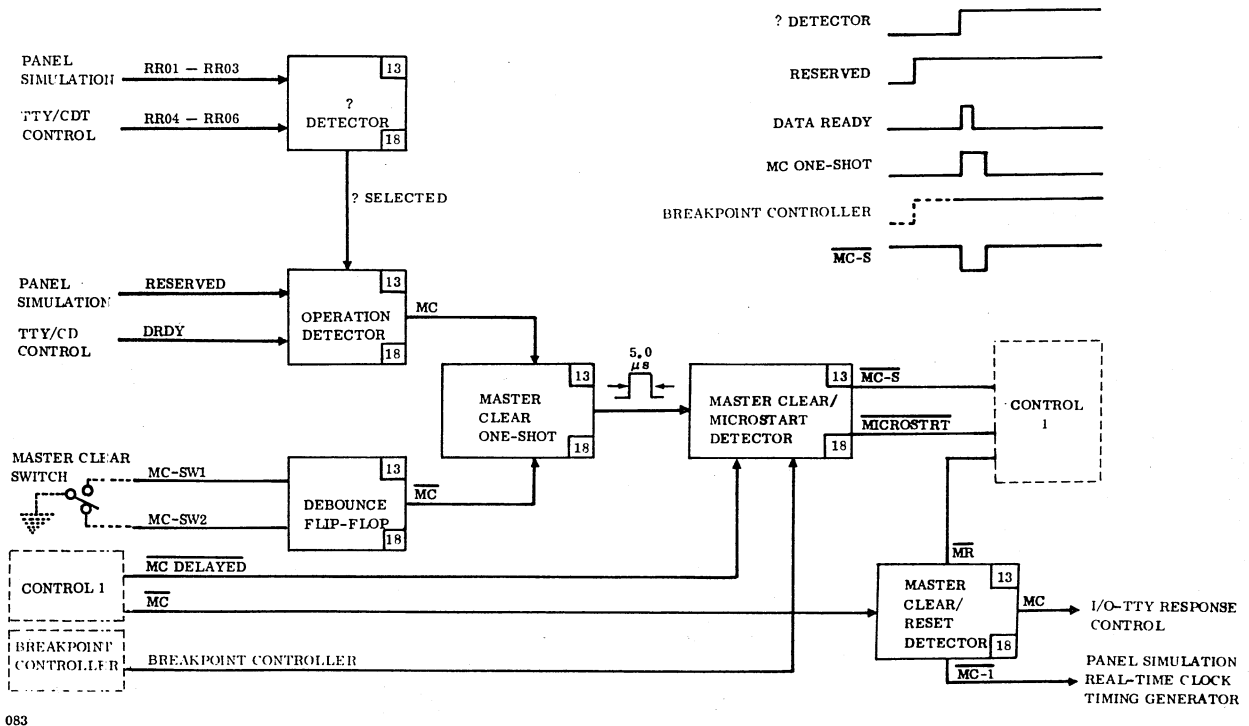 PANEL
SIMULATION
RR01 — RR03
TTY/CDT
CONTROL
RR04 — RR06
13
?
DETECTOR
18
? SELECTED
? DETECTOR
RESERVED
DATA READY
MC ONE-SHOT
BREAKPOINT CONTROLLER
MC-S
PANEL
SIMULATION
RESERVED
TTY/CD
CONTROL
DRDY
13
OPERATION
DETECTOR
18
MC
5.0
μs
13
MASTER
CLEAR
ONE-SHOT
18
13
MASTER CLEAR/
MICROSTART
DETECTOR
18
MC-S
MICROSTRT
CONTROL
1
MASTER CLEAR
SWITCH
MC-SW1
MC-SW2
13
DEBOUNCE
FLIP-FLOP
18
MC
CONTROL 1
MC DELAYED
MC
BREAKPOINT
CONTROLLER
BREAKPOINT CONTROLLER
MR
13
MASTER
CLEAR/
RESET
DETECTOR
18
MC
I/O-TTY RESPONSE
CONTROL
MC-1
PANEL SIMULATION
REAL-TIME CLOCK
TIMING GENERATOR
083